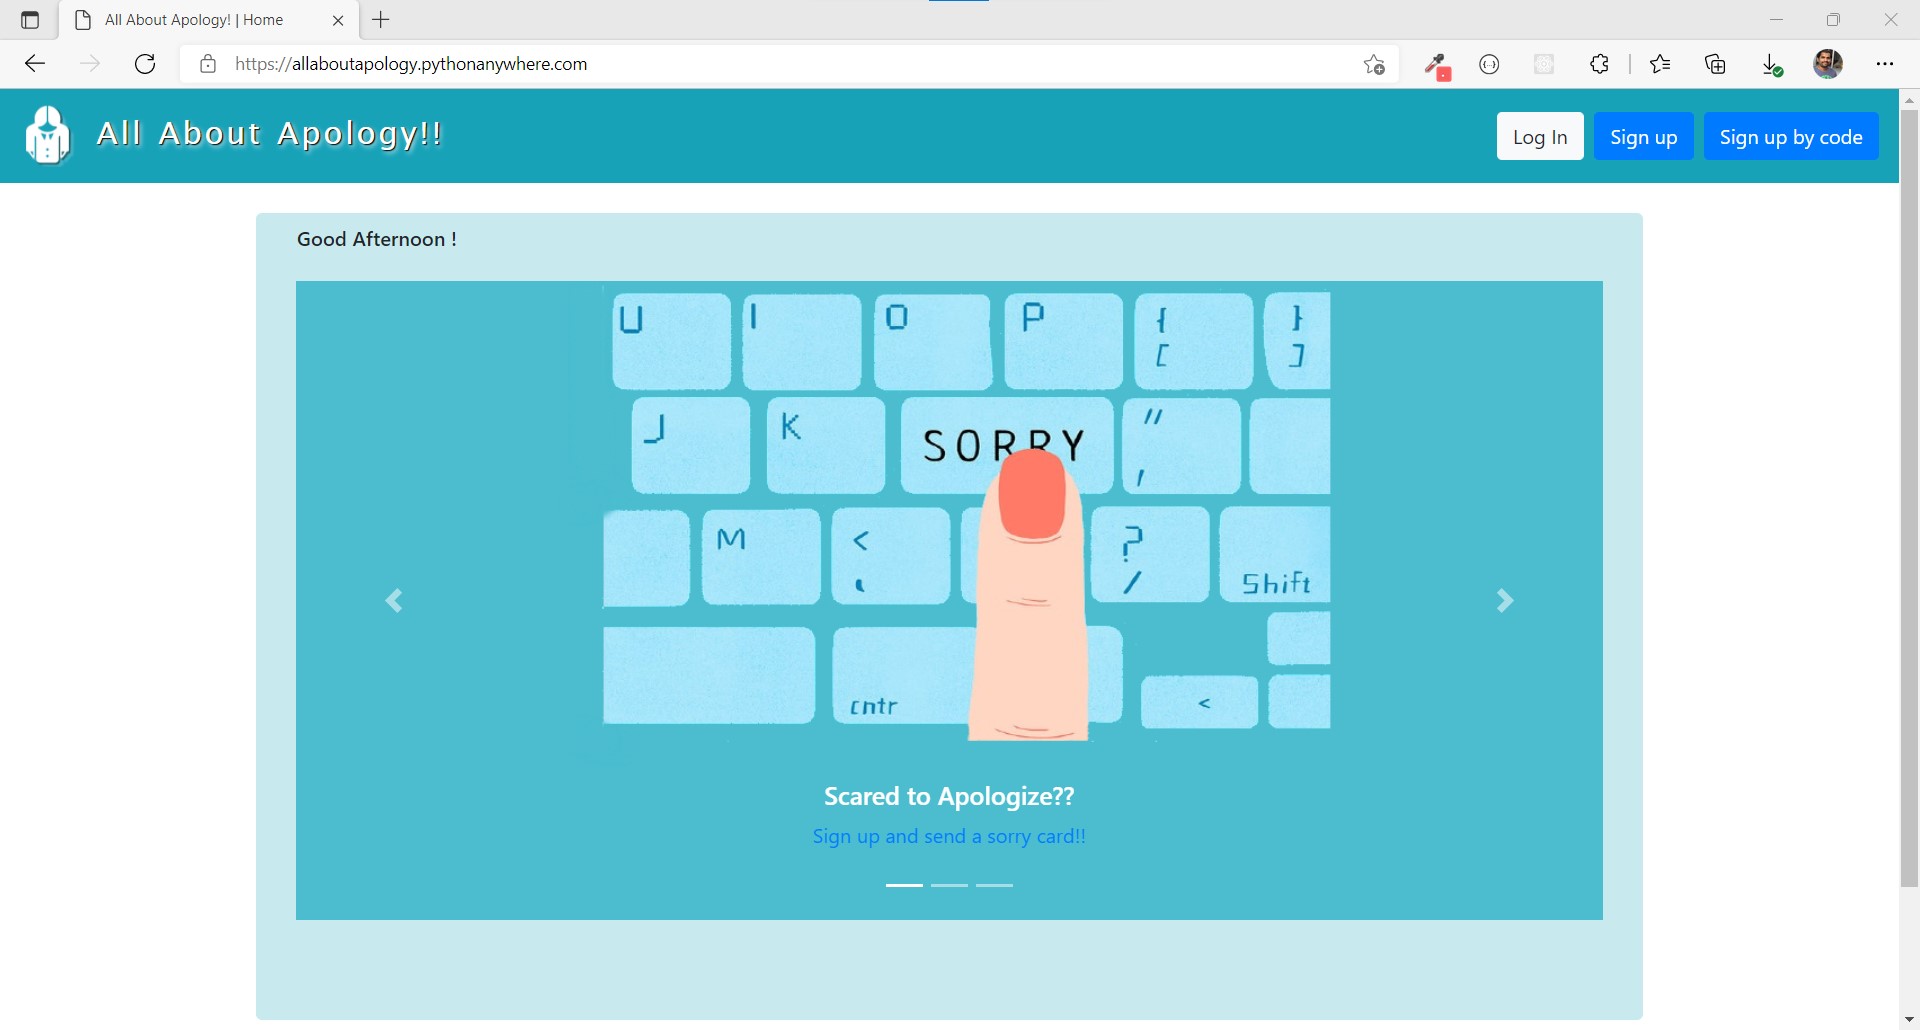 All About Apology! | Home
https://allaboutapology.pythonanywhere.com
All About Apology!!
Log In
Sign up
Sign up by code
Good Afternoon !
U I O P { [ } ]
J K SORRY " ,
M < , ? / Shift
cntr <
Scared to Apologize??
Sign up and send a sorry card!!